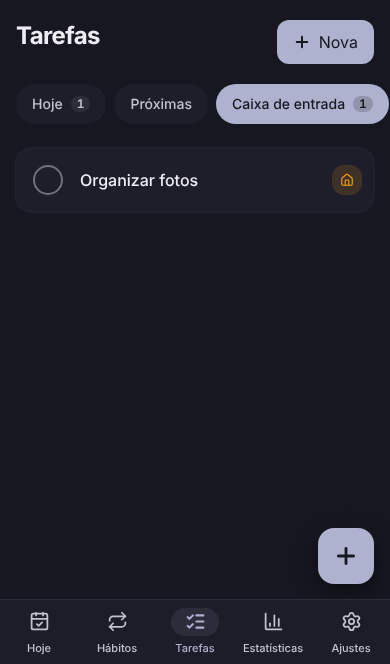 Tarefas
Nova
Hoje 1
Próximas
Caixa de entrada 1
Organizar fotos
Hoje
Hábitos
Tarefas
Estatísticas
Ajustes